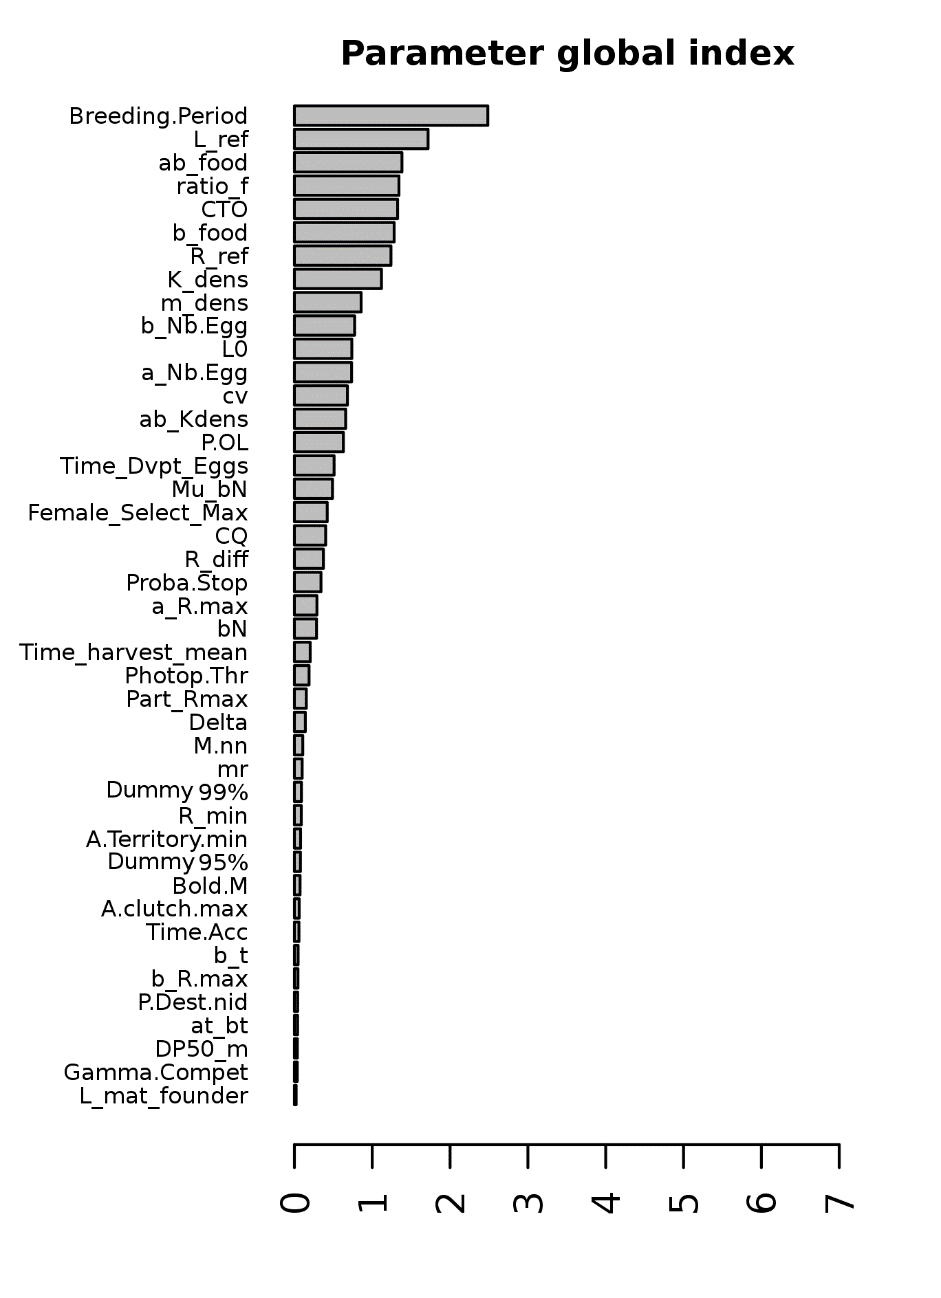 Parameter global index
Breeding.Period
L_ref
ab_food
ratio_f
CTO
b_food
R_ref
K_dens
m_dens
b_Nb.Egg
L0
a_Nb.Egg
cv
ab_Kdens
P.OL
Time_Dvpt_Eggs
Mu_bN
Female_Select_Max
CQ
R_diff
Proba.Stop
a_R.max
bN
Time_harvest_mean
Photop.Thr
Part_Rmax
Delta
M.nn
mr
Dummy 99%
R_min
A.Territory.min
Dummy 95%
Bold.M
A.clutch.max
Time.Acc
b_t
b_R.max
P.Dest.nid
at_bt
DP50_m
Gamma.Compet
L_mat_founder
0 1 2 3 4 5 6 7